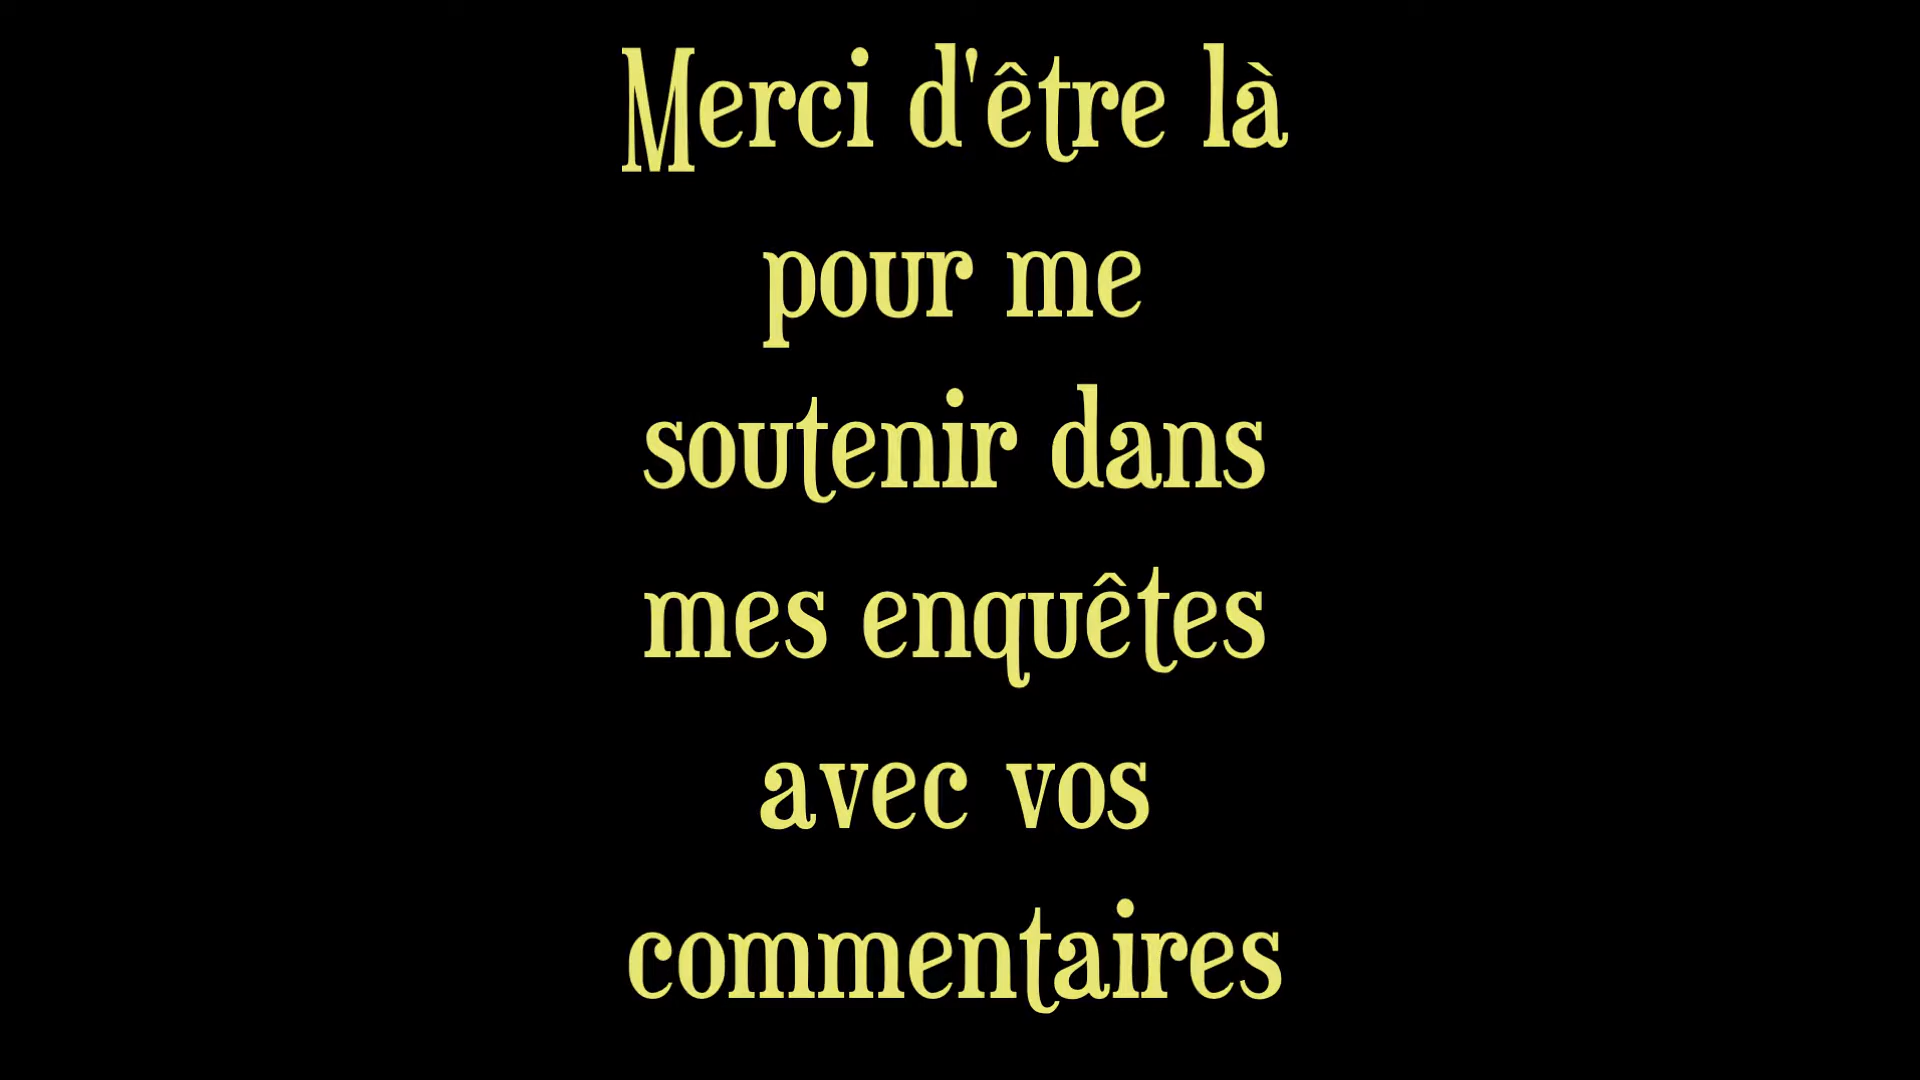 Merci d'être là
pour me
soutenir dans
mes enquêtes
avec vos
commentaires